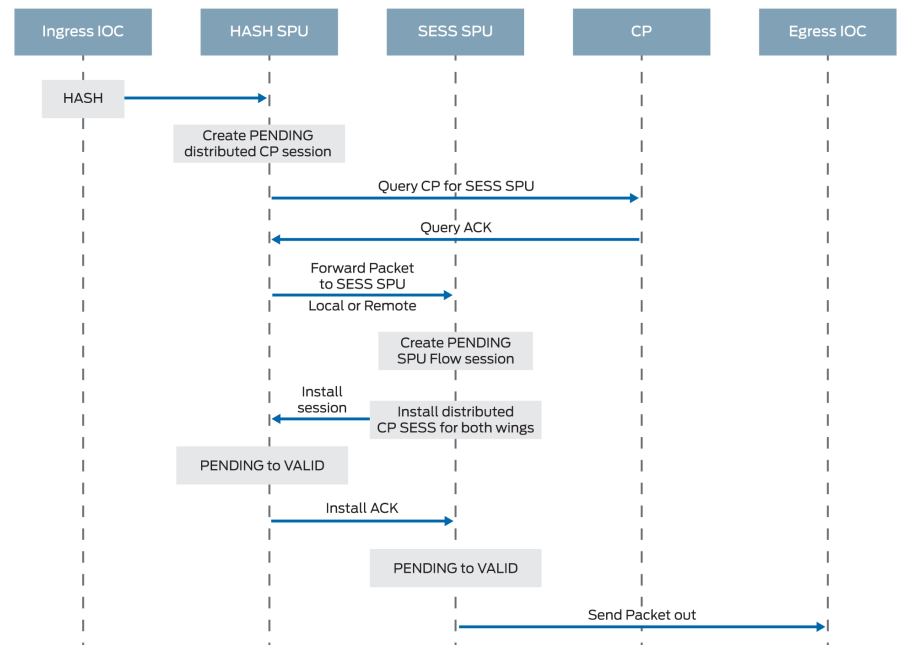 Ingress IOC
HASH SPU
SESS SPU
CP
Egress IOC
HASH
Create PENDING
distributed CP session
Query CP for SESS SPU
Query ACK
Forward Packet
to SESS SPU
Local or Remote
Create PENDING
SPU Flow session
Install
session
Install distributed
CP SESS for both wings
PENDING to VALID
Install ACK
PENDING to VALID
Send Packet out